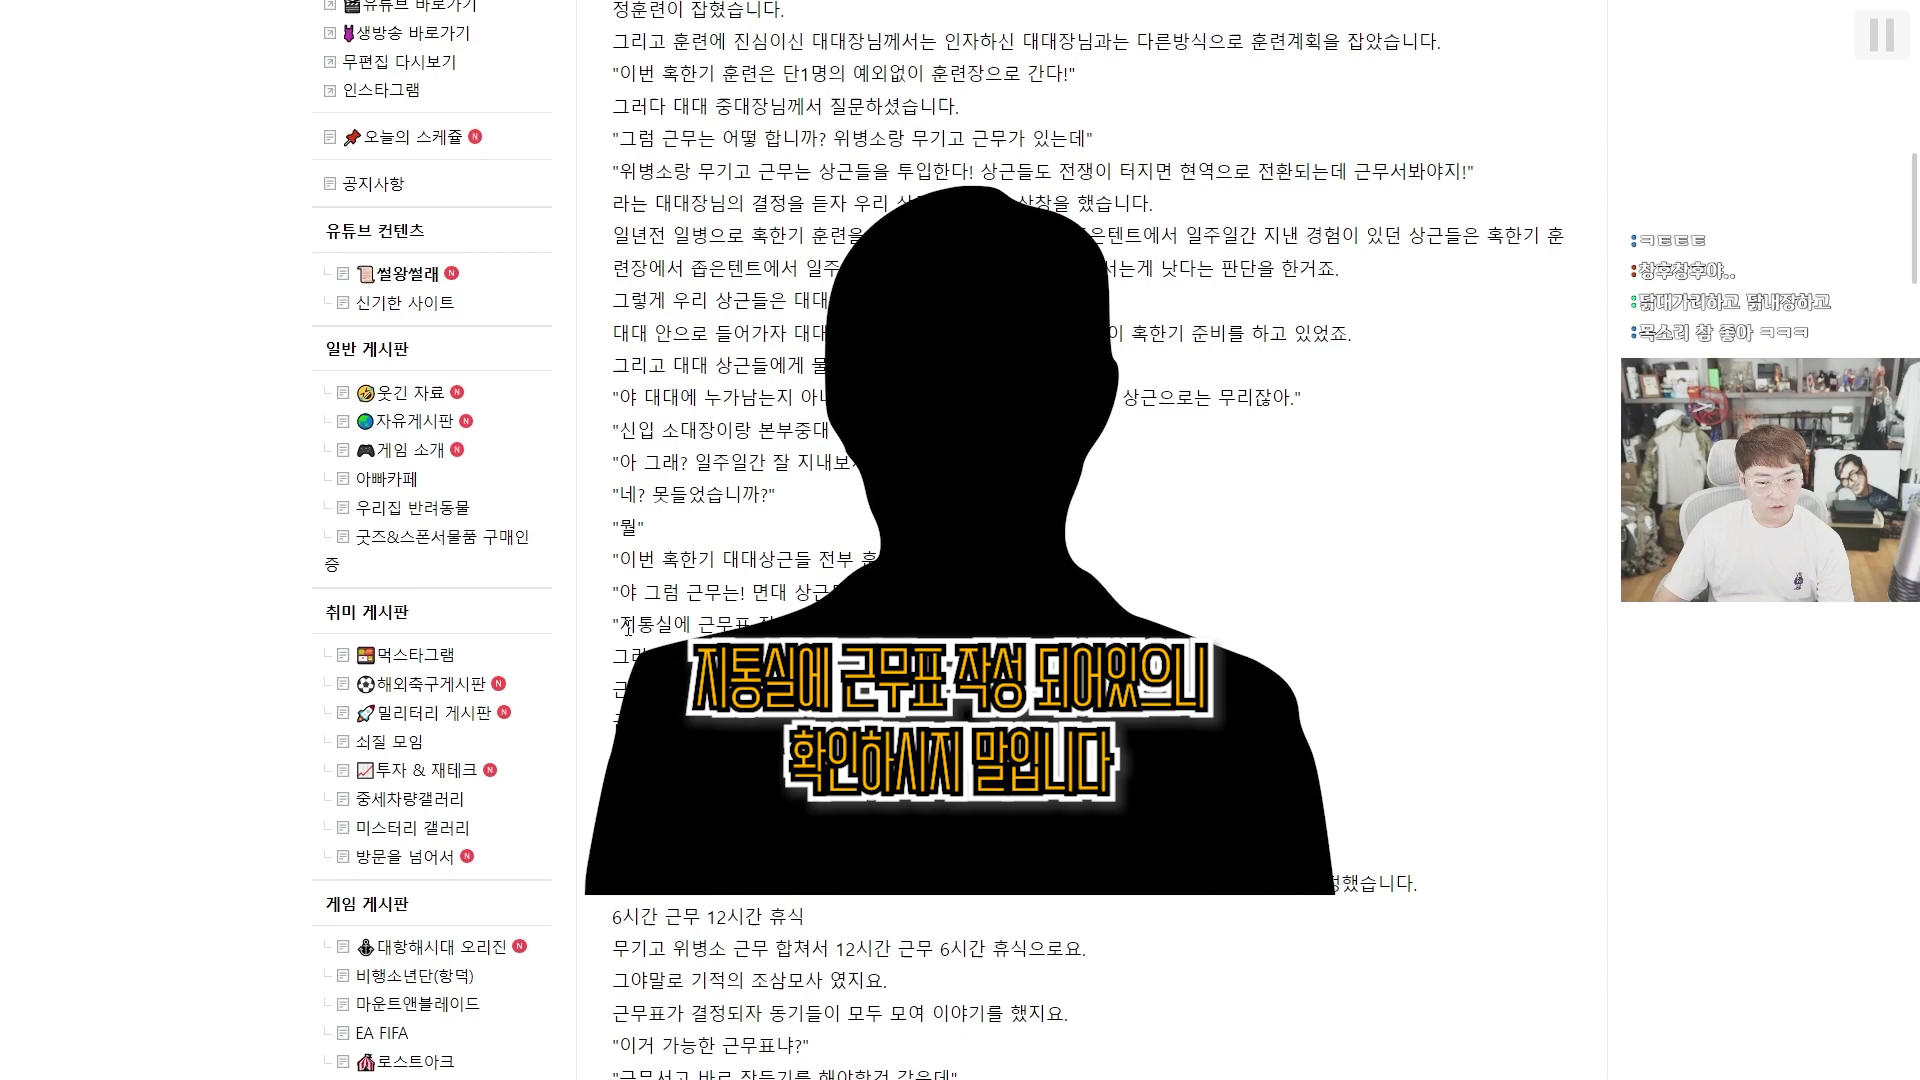 유튜브 바로가기
생방송 바로가기
무편집 다시보기
인스타그램
오늘의 스케쥴 N
공지사항
유튜브 컨텐츠
썰왕썰래 N
신기한 사이트
일반 게시판
웃긴 자료 N
자유게시판 N
게임 소개 N
아빠카페
우리집 반려동물
굿즈&스폰서물품 구매인
증
취미 게시판
먹스타그램
해외축구게시판 N
밀리터리 게시판 N
쇠질 모임
투자 & 재테크 N
중세차량갤러리
미스터리 갤러리
방문을 넘어서 N
게임 게시판
대항해시대 오리진 N
비행소년단(항덕)
마운트앤블레이드
EA FIFA
로스트아크
정훈련이 잡혔습니다.
그리고 훈련에 진심이신 대대장님께서는 인자하신 대대장님과는 다른방식으로 훈련계획을 잡았습니다.
"이번 혹한기 훈련은 단1명의 예외없이 훈련장으로 간다!"
그러다 대대 중대장님께서 질문하셨습니다.
"그럼 근무는 어떻 합니까? 위병소랑 무기고 근무가 있는데"
"위병소랑 무기고 근무는 상근들을 투입한다! 상근들도 전쟁이 터지면 현역으로 전환되는데 근무서봐야지!"
라는 대대장님의 결정을 듣자 우리 상창을 했습니다.
일년전 일병으로 혹한기 훈련을 은텐트에서 일주일간 지낸 경험이 있던 상근들은 혹한기 훈
련장에서 좁은텐트에서 일주 서는게 낫다는 판단을 한거죠.
그렇게 우리 상근들은 대대
대대 안으로 들어가자 대대 이 혹한기 준비를 하고 있었죠.
그리고 대대 상근들에게 물
"야 대대에 누가남는지 아냐 상근으로는 무리잖아."
"신입 소대장이랑 본부중대
"아 그래? 일주일간 잘 지내보
"네? 못들었습니까?"
"뭘"
"이번 혹한기 대대상근들 전부 훈
"야 그럼 근무는! 면대 상근
"지통실에 근무표
지통실에 근무표 작성 되어있으니
확인하시지 말입니다
정했습니다.
6시간 근무 12시간 휴식
무기고 위병소 근무 합쳐서 12시간 근무 6시간 휴식으로요.
그야말로 기적의 조삼모사 였지요.
근무표가 결정되자 동기들이 모두 모여 이야기를 했지요.
"이거 가능한 근무표냐?"
"근무서고 바로 잠들기를 해야할것 같은데"
:ㅋㅌㅌㅌ
:창후창후야..
:닭대가리하고 닭내장하고
:목소리 참 좋아 ㅋㅋㅋ